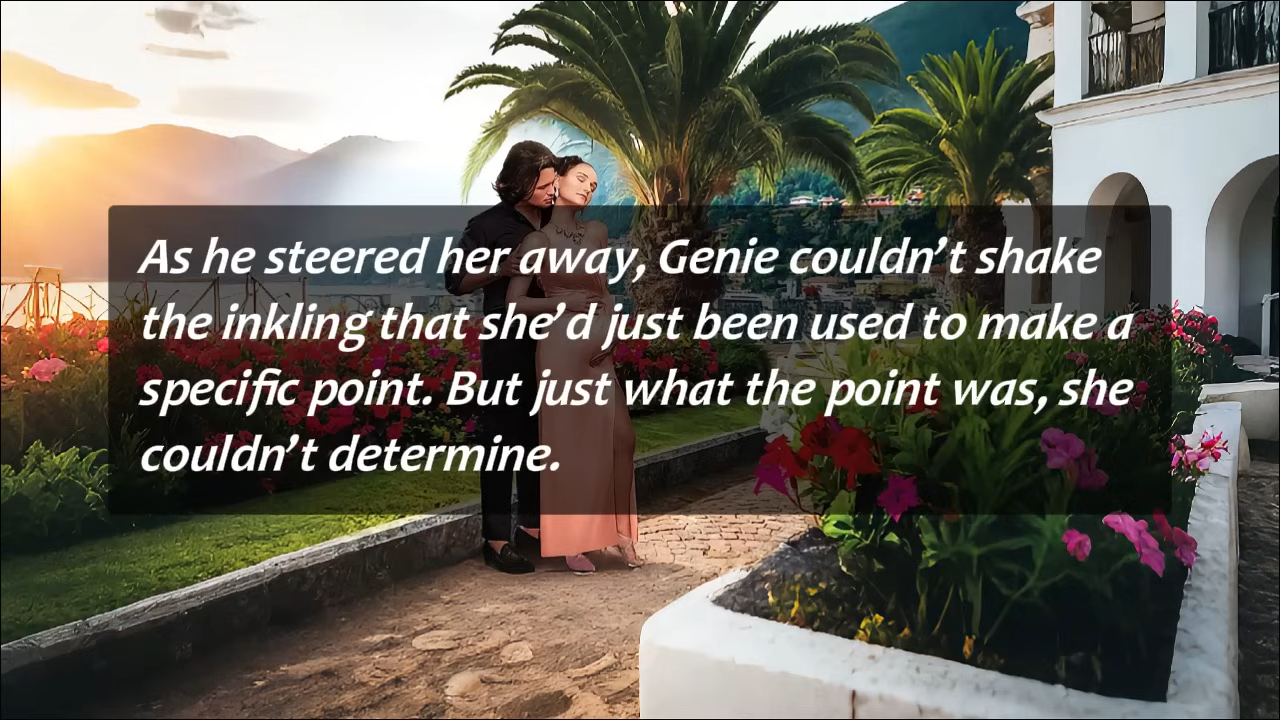 As he steered her away, Genie couldn’t shake
the inkling that she’d just been used to make a
specific point. But just what the point was, she
couldn’t determine.